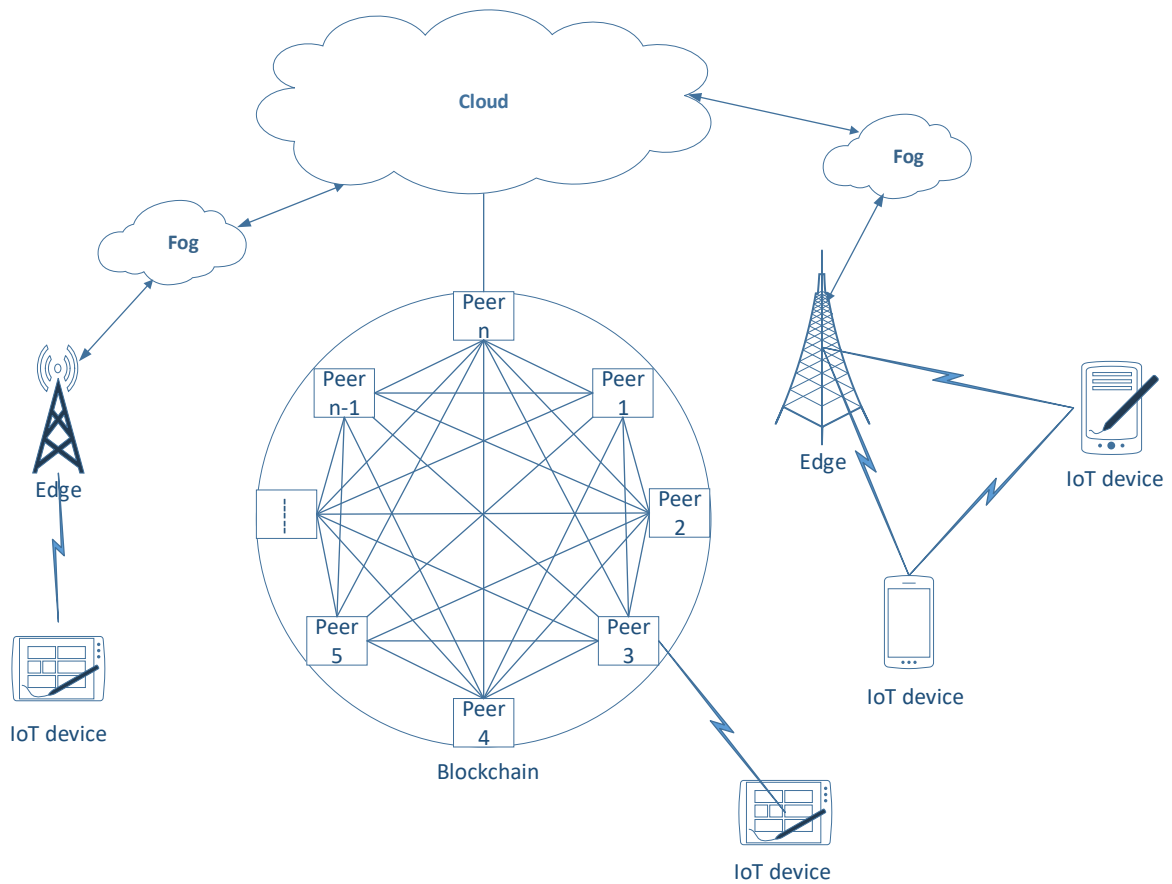 Cloud
Fog
Fog
Peer
n
Peer
n-1
Peer
1
Edge
IoT device
Edge
Peer
2
Peer
5
Peer
3
IoT device
IoT device
Peer
4
Blockchain
IoT device